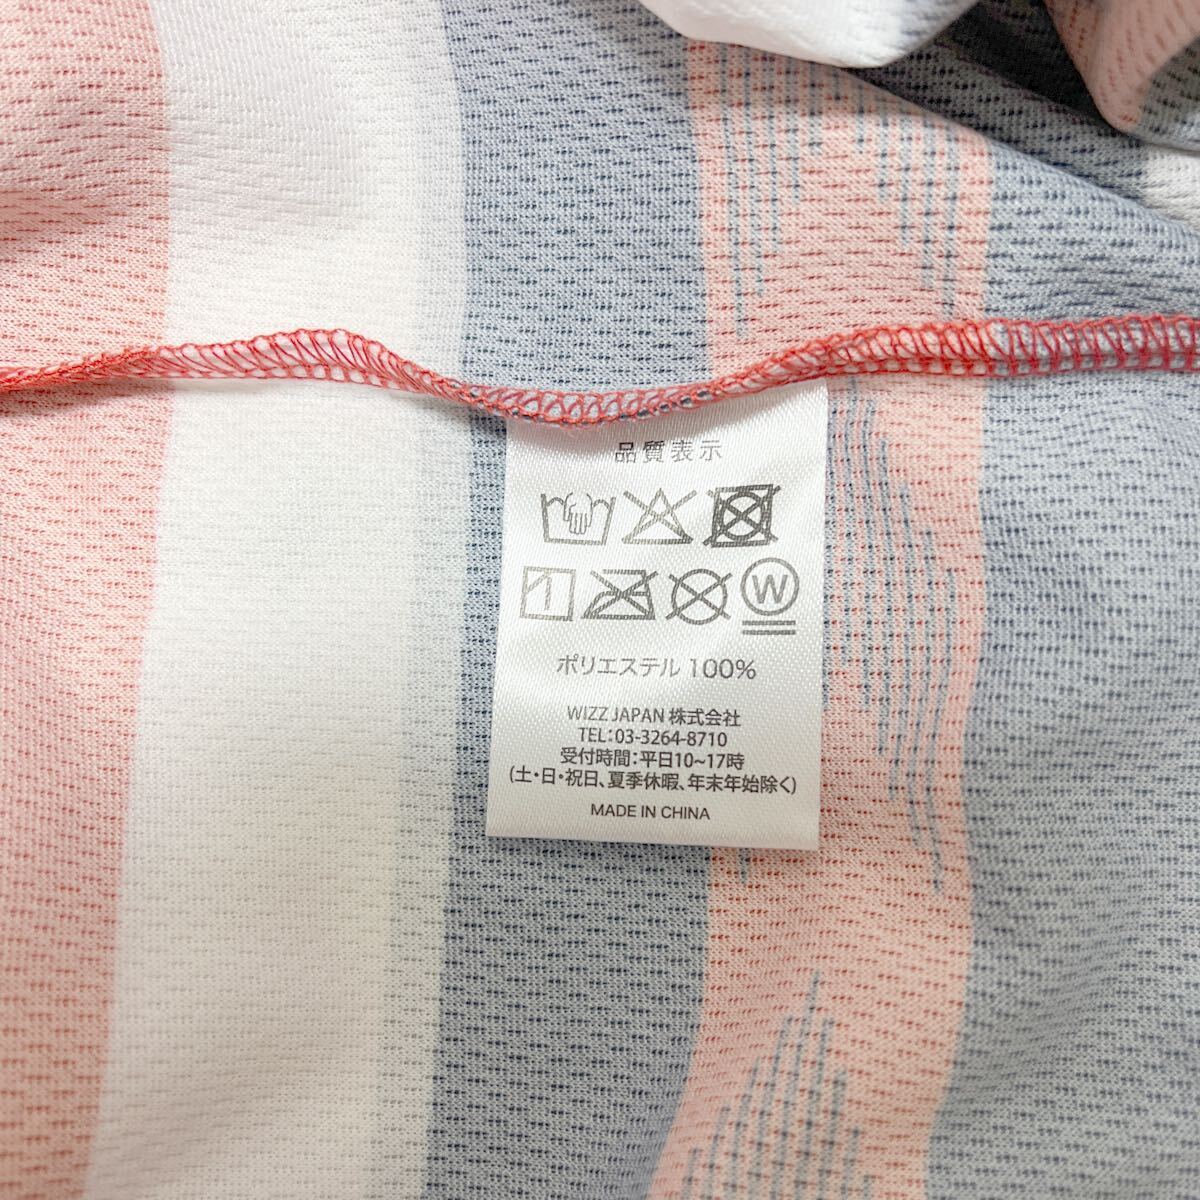 品質表示
W
ポリエステル 100%
WIZZ JAPAN 株式会社
TEL:03-3264-8710
受付時間:平日10~17時
(土・日・祝日、夏季休暇、年末年始除く)
MADE IN CHINA